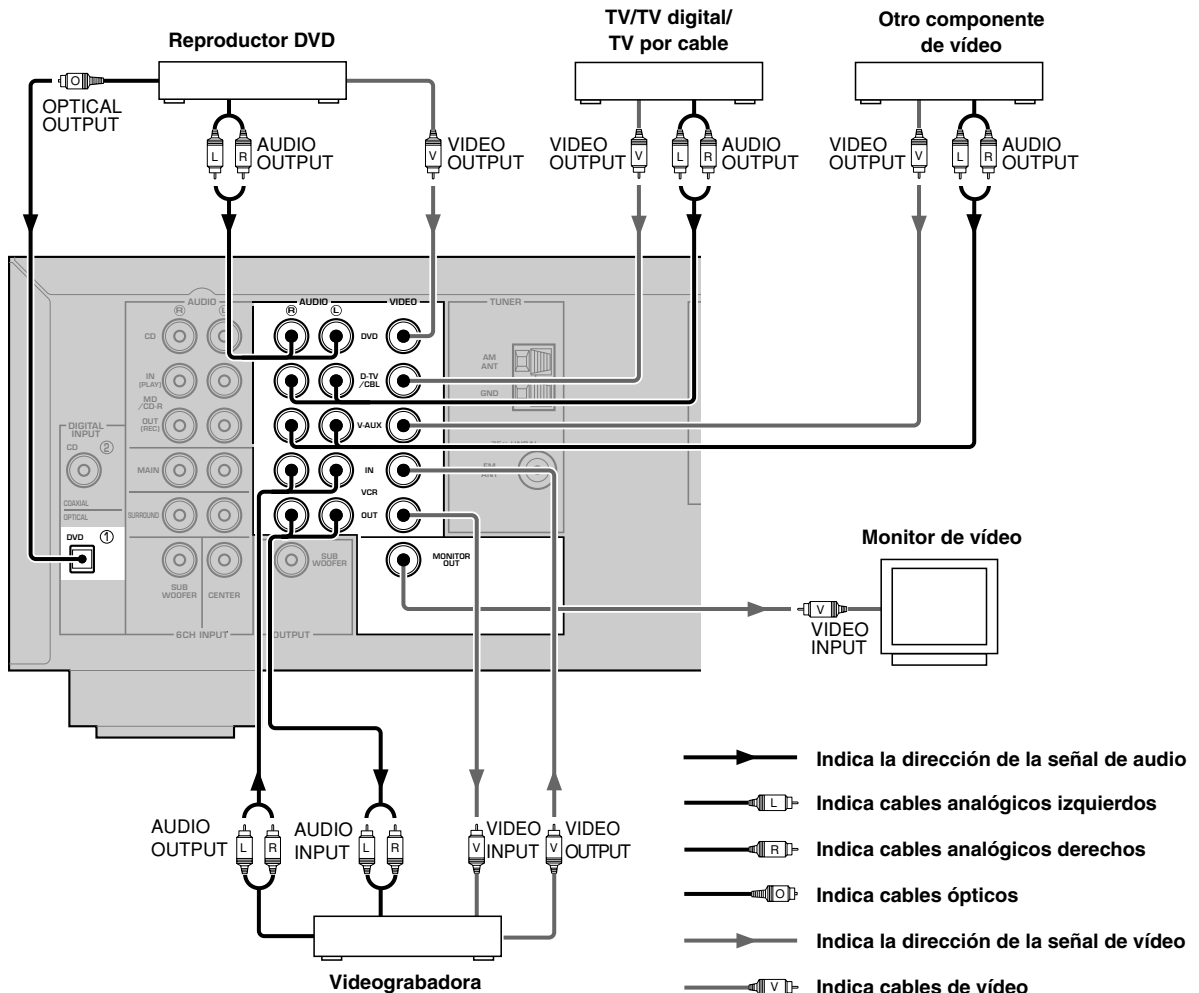 Reproductor DVD
TV/TV digital/
TV por cable
Otro componente
de vídeo
O
OPTICAL
OUTPUT
L R
AUDIO
OUTPUT
V
VIDEO
OUTPUT
VIDEO
OUTPUT
V
L R
AUDIO
OUTPUT
VIDEO
OUTPUT
V
L R
AUDIO
OUTPUT
AUDIO
R L
CD
IN
(PLAY)
MD
/CD-R
OUT
(REC)
MAIN
SURROUND
SUB
WOOFER
CENTER
6CH INPUT
DIGITAL
INPUT
CD
②
COAXIAL
OPTICAL
DVD
①
AUDIO
R L
VIDEO
DVD
D-TV
/CBL
V-AUX
IN
VCR
OUT
SUB
WOOFER
OUTPUT
MONITOR
OUT
TUNER
AM
ANT
GND
75Ω UNBAL.
FM
ANT
Monitor de vídeo
V
VIDEO
INPUT
AUDIO
OUTPUT
L R
AUDIO
INPUT
L R
V
VIDEO
INPUT
V
VIDEO
OUTPUT
Videograbadora
Indica la dirección de la señal de audio
L Indica cables analógicos izquierdos
R Indica cables analógicos derechos
O Indica cables ópticos
Indica la dirección de la señal de vídeo
V Indica cables de vídeo